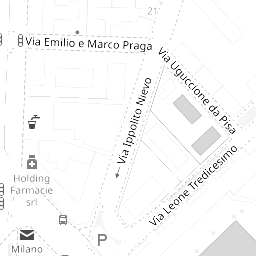 21
Via Emilio e Marco Praga
Via Uguccione da Pisa
Via Ippolito Nievo
Via Leone Tredicesimo
Holding
Farmacie
srl
P
Milano